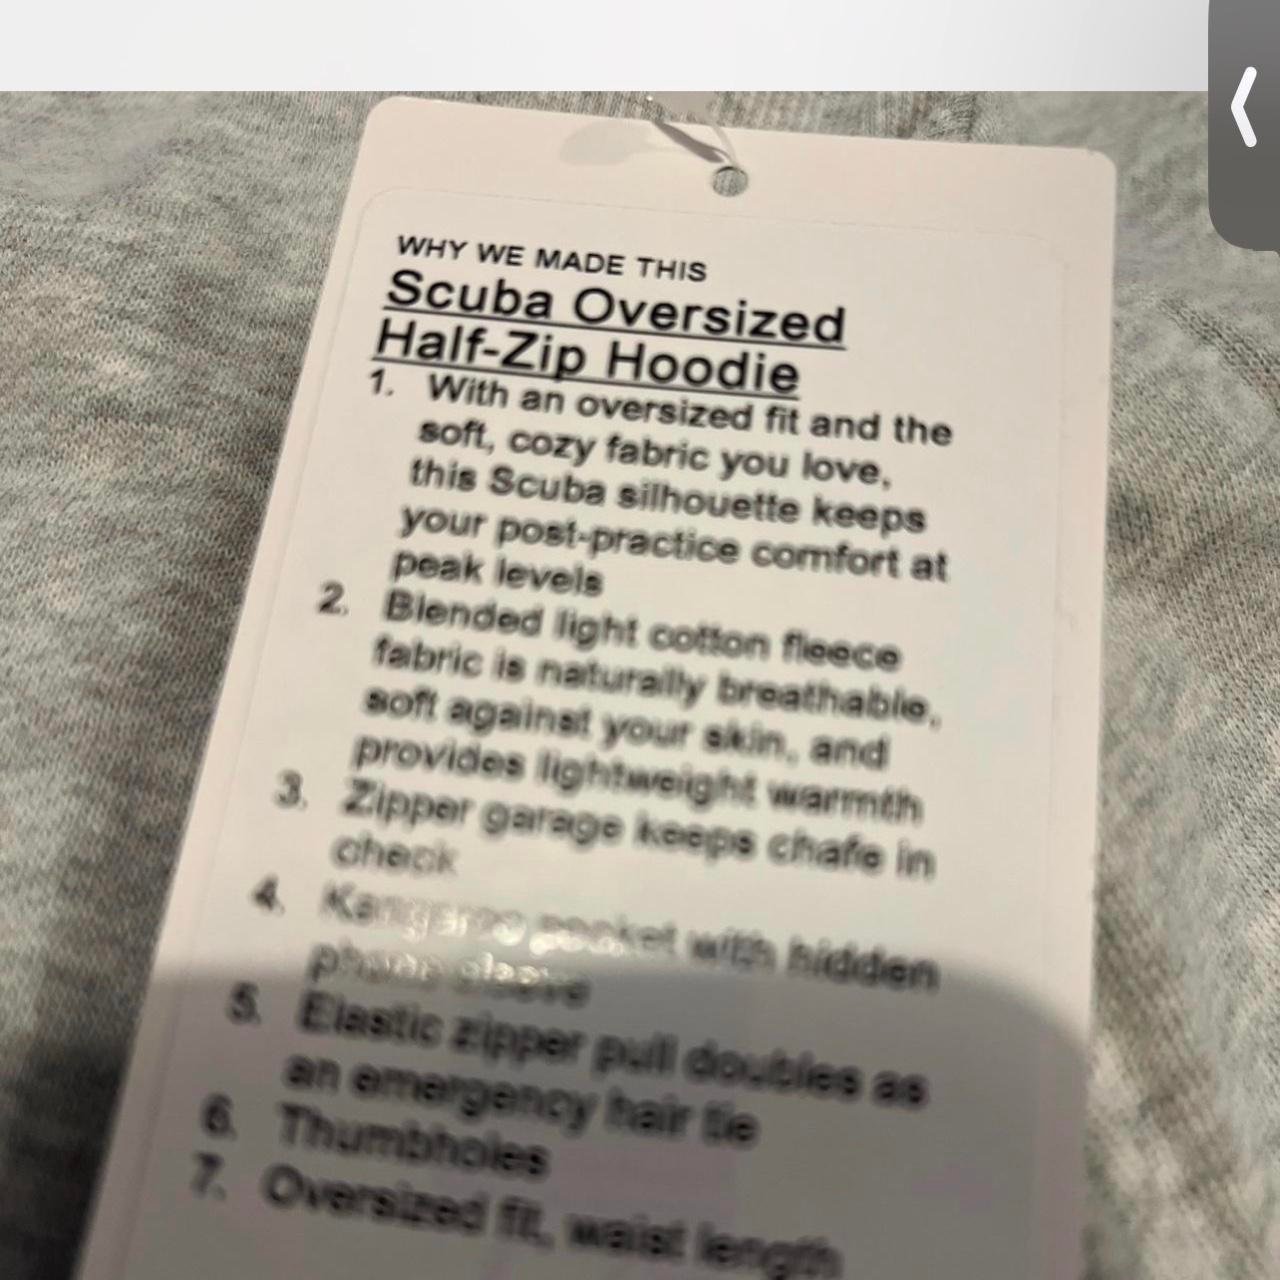 WHY WE MADE THIS
Scuba Oversized
Half-Zip Hoodie
1. With an oversized fit and the
soft, cozy fabric you love,
this Scuba silhouette keeps
your post-practice comfort at
peak levels
2. Blended light cotton fleece
fabric is naturally breathable,
soft against your skin, and
provides lightweight warmth
3. Zipper garage keeps chafe in
check
4. Kangaroo pocket with hidden
phone sleeve
5. Elastic zipper pull doubles as
an emergency hair tie
6. Thumbholes
7. Oversized fit, waist length